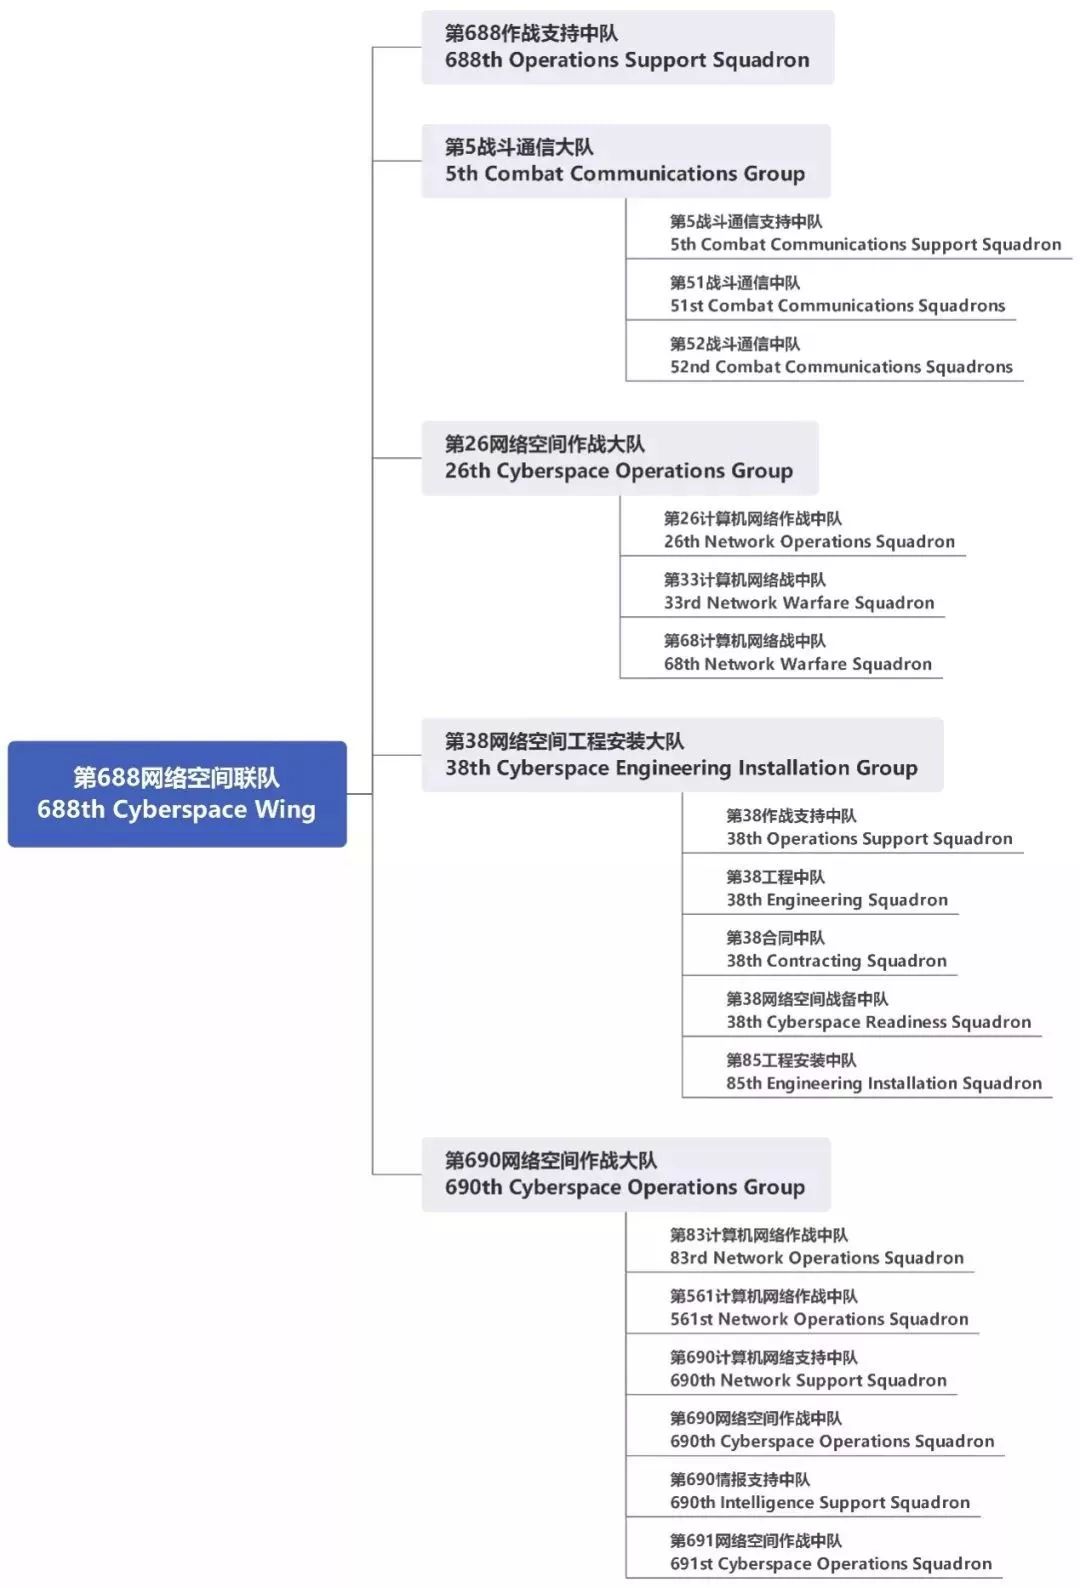 第688作战支持中队
688th Operations Support Squadron
第5战斗通信大队
5th Combat Communications Group
第5战斗通信支持中队
5th Combat Communications Support Squadron
第51战斗通信中队
51st Combat Communications Squadrons
第52战斗通信中队
52nd Combat Communications Squadrons
第26网络空间作战大队
26th Cyberspace Operations Group
第26计算机网络作战中队
26th Network Operations Squadron
第33计算机网络战中队
33rd Network Warfare Squadron
第68计算机网络战中队
68th Network Warfare Squadron
第688网络空间联队
688th Cyberspace Wing
第38网络空间工程安装大队
38th Cyberspace Engineering Installation Group
第38作战支持中队
38th Operations Support Squadron
第38工程中队
38th Engineering Squadron
第38合同中队
38th Contracting Squadron
第38网络空间战备中队
38th Cyberspace Readiness Squadron
第85工程安装中队
85th Engineering Installation Squadron
第690网络空间作战大队
690th Cyberspace Operations Group
第83计算机网络作战中队
83rd Network Operations Squadron
第561计算机网络作战中队
561st Network Operations Squadron
第690计算机网络支持中队
690th Network Support Squadron
第690网络空间作战中队
690th Cyberspace Operations Squadron
第690情报支持中队
690th Intelligence Support Squadron
第691网络空间作战中队
691st Cyberspace Operations Squadron